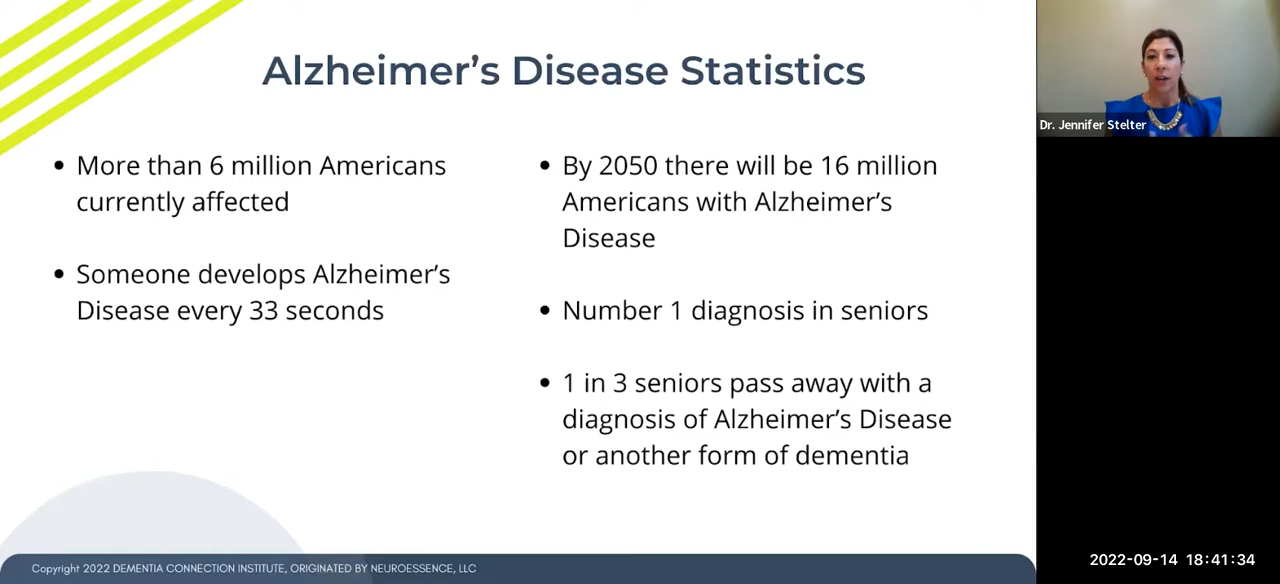 Alzheimer's Disease Statistics
• More than 6 million Americans
currently affected
• Someone develops Alzheimer's
Disease every 33 seconds
• By 2050 there will be 16 million
Americans with Alzheimer's
Disease
• Number 1 diagnosis in seniors
• 1 in 3 seniors pass away with a
diagnosis of Alzheimer's Disease
or another form of dementia
Copyright 2022 DEMENTIA CONNECTION INSTITUTE, ORIGINATED BY NEUROESSENCE, LLC
Dr. Jennifer Stelter
2022-09-14 18:41:34